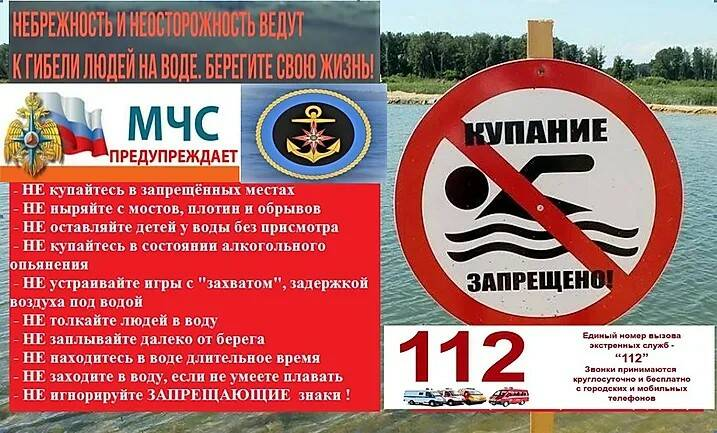 НЕБРЕЖНОСТЬ И НЕОСТОРОЖНОСТЬ ВЕДУТ
К ГИБЕЛИ ЛЮДЕЙ НА ВОДЕ. БЕРЕГИТЕ СВОЮ ЖИЗНЬ!
МЧС
ПРЕДУПРЕЖДАЕТ
- НЕ купайтесь в запрещённых местах
- НЕ ныряйте с мостов, плотин и обрывов
- НЕ оставляйте детей у воды без присмотра
- НЕ купайтесь в состоянии алкогольного
опьянения
- НЕ устраивайте игры с "захватом", задержкой
воздуха под водой
- НЕ толкайте людей в воду
- НЕ заплывайте далеко от берега
- НЕ находитесь в воде длительное время
- НЕ заходите в воду, если не умеете плавать
- НЕ игнорируйте ЗАПРЕЩАЮЩИЕ знаки !
КУПАНИЕ
ЗАПРЕЩЕНО!
112
Единый номер вызова
экстренных служб -
“112”
Звонки принимаются
круглосуточно и бесплатно
с городских и мобильных
телефонов